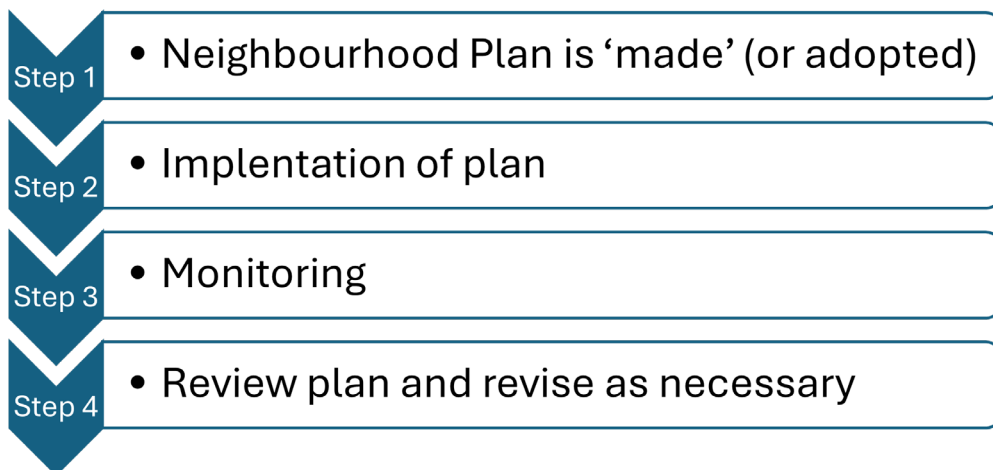 Step 1
• Neighbourhood Plan is ‘made’ (or adopted)
Step 2
• Implentation of plan
Step 3
• Monitoring
Step 4
• Review plan and revise as necessary